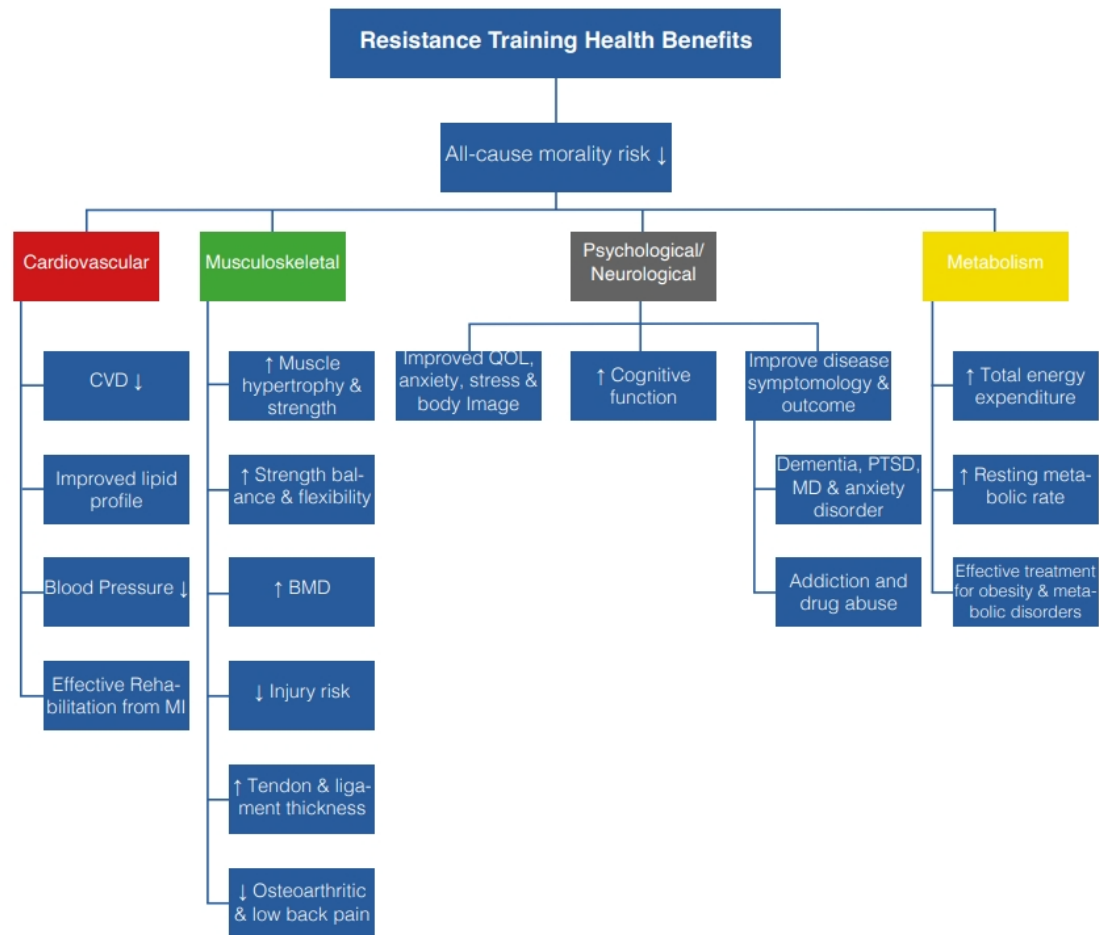 Resistance Training Health Benefits
All-cause morality risk ↓
Cardiovascular
CVD ↓
Improved lipid
profile
Blood Pressure ↓
Effective Reha-
bilitation from MI
Musculoskeletal
↑ Muscle
hypertrophy &
strength
↑ Strength bal-
ance & flexibility
↑ BMD
↓ Injury risk
↑ Tendon & liga-
ment thickness
↓ Osteoarthritic
& low back pain
Psychological/
Neurological
Improved QOL,
anxiety, stress &
body Image
↑ Cognitive
function
Improve disease
symptomology &
outcome
Dementia, PTSD,
MD & anxiety
disorder
Addiction and
drug abuse
Metabolism
↑ Total energy
expenditure
↑ Resting meta-
bolic rate
Effective treatment
for obesity & meta-
bolic disorders